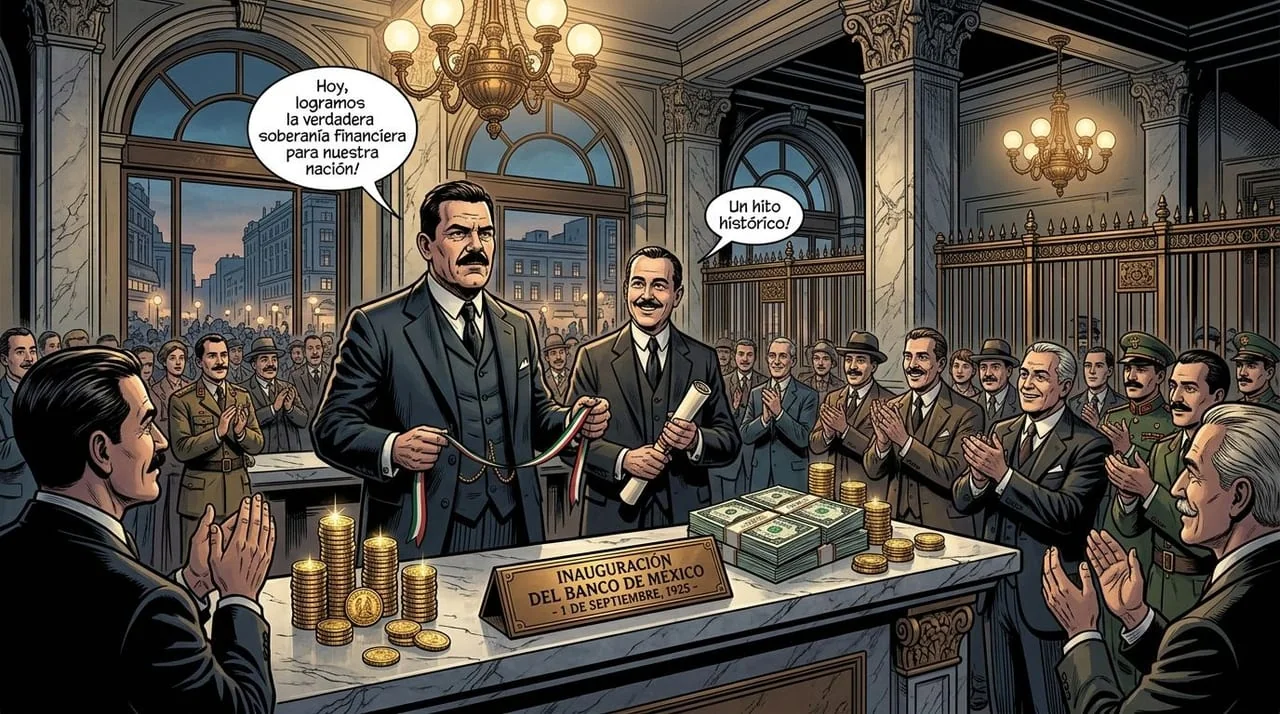 Hoy,
logramos
la verdadera
soberanía financiera
para nuestra
nación!
Un hito
histórico!
INAUGURACIÓN
DEL BANCO DE MÉXICO
- 1 DE SEPTIEMBRE, 1925 -